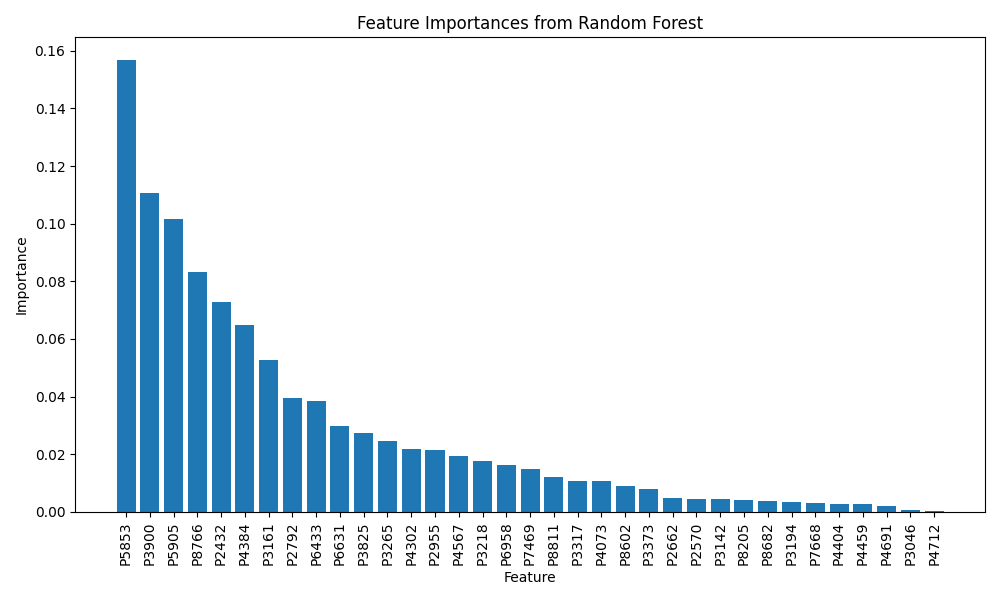 Feature Importances from Random Forest
Importance
0.16
0.14
0.12
0.10
0.08
0.06
0.04
0.02
0.00
P5853
P3900
P5905
P8766
P2432
P4384
P3161
P2792
P6433
P6631
P3825
P3265
P4302
P2955
P4567
P3218
P6958
P7469
P8811
P3317
P4073
P8602
P3373
P2662
P2570
P3142
P8205
P8682
P3194
P7668
P4404
P4459
P4691
P3046
P4712
Feature